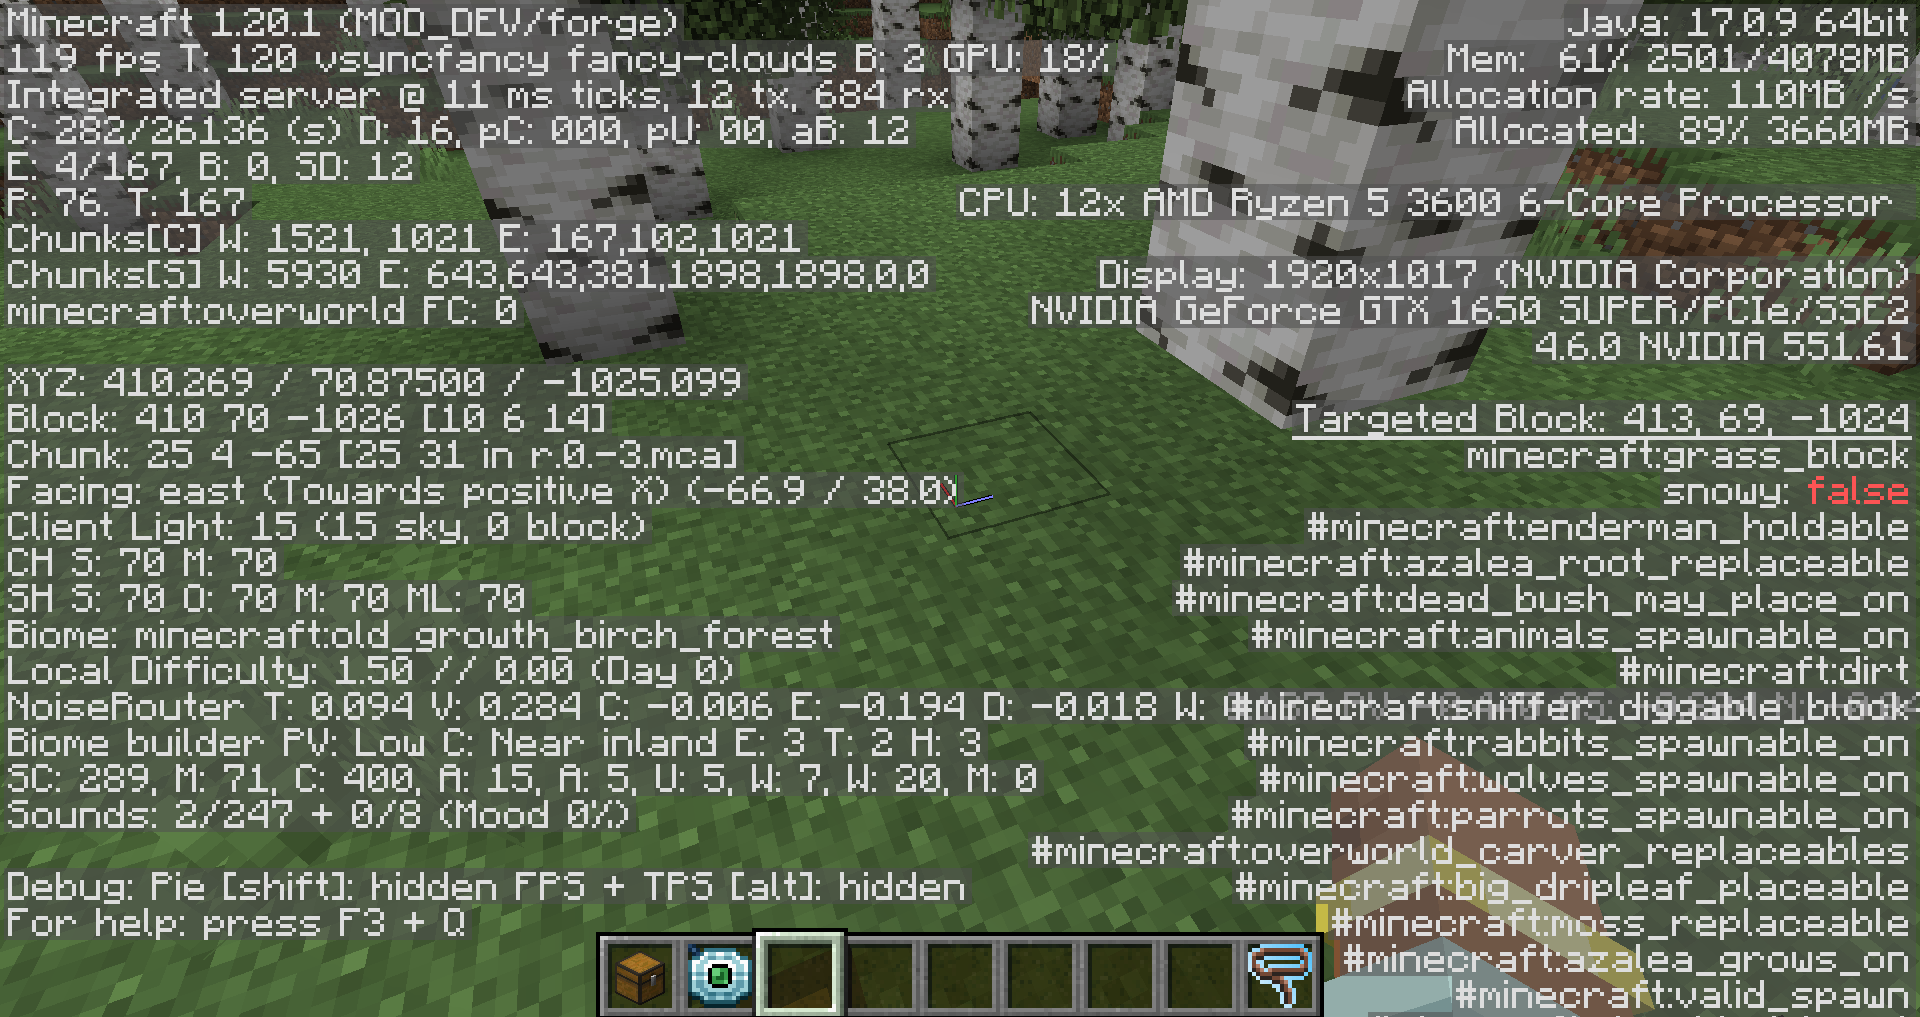 Minecraft 1.20.1 (MOD_DEV/forge)
119 fps T: 120 vsyncfancy fancy-clouds B: 2 GPU: 18%
Integrated server @ 11 ms ticks, 12 tx, 684 rx
C: 282/26136 (s) D: 16, pC: 000, pU: 00, aB: 12
E: 4/167, B: 0, SD: 12
P: 76. T: 167
Chunks[C] W: 1521, 1021 E: 167,102,1021
Chunks[S] W: 5930 E: 643,643,381,1898,1898,0,0
minecraft:overworld FC: 0
XYZ: 410.269 / 70.87500 / -1025.099
Block: 410 70 -1026 [10 6 14]
Chunk: 25 4 -65 [25 31 in r.0.-3.mca]
Facing: east (Towards positive X) (-66.9 / 38.0)
Client Light: 15 (15 sky, 0 block)
CH S: 70 M: 70
SH S: 70 O: 70 M: 70 ML: 70
Biome: minecraft:old_growth_birch_forest
Local Difficulty: 1.50 // 0.00 (Day 0)
NoiseRouter T: 0.094 V: 0.284 C: -0.006 E: -0.194 D: -0.018 W:
Biome builder PV: Low C: Near inland E: 3 T: 2 H: 3
SC: 289, M: 71, C: 400, A: 15, A: 5, U: 5, W: 7, W: 20, M: 0
Sounds: 2/247 + 0/8 (Mood 0%)
Debug: Pie [shift]: hidden FPS + TPS [alt]: hidden
For help: press F3 + Q
Java: 17.0.9 64bit
Mem: 61% 2501/4078MB
Allocation rate: 110MB /s
Allocated: 89% 3660MB
CPU: 12x AMD Ryzen 5 3600 6-Core Processor
Display: 1920x1017 (NVIDIA Corporation)
NVIDIA GeForce GTX 1650 SUPER/PCIe/SSE2
4.6.0 NVIDIA 551.61
Targeted Block: 413, 69, -1024
minecraft:grass_block
snowy: false
#minecraft:enderman_holdable
#minecraft:azalea_root_replaceable
#minecraft:dead_bush_may_place_on
#minecraft:animals_spawnable_on
#minecraft:dirt
#minecraft:sniffer_diggable_block
#minecraft:rabbits_spawnable_on
#minecraft:wolves_spawnable_on
#minecraft:parrots_spawnable_on
#minecraft:overworld_carver_replaceables
#minecraft:big_dripleaf_placeable
#minecraft:moss_replaceable
#minecraft:azalea_grows_on
#minecraft:valid_spawn